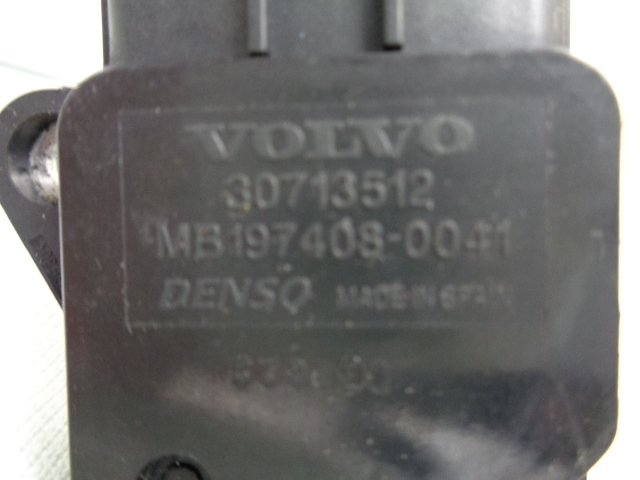 VOLVO
30713512
MB197408-0041
DENSO MADE IN SPAIN